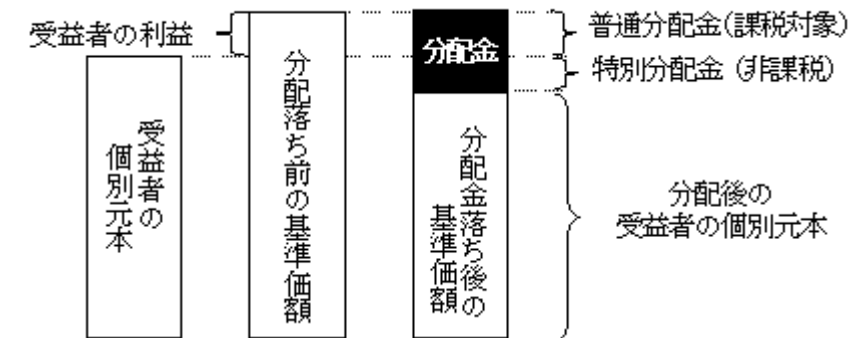 受益者の利益
受益者の
個別元本
分配落ち前の基準価額
分配金
分配金落ち後の
基準価額
普通分配金(課税対象)
特別分配金 (非課税)
分配後の
受益者の個別元本